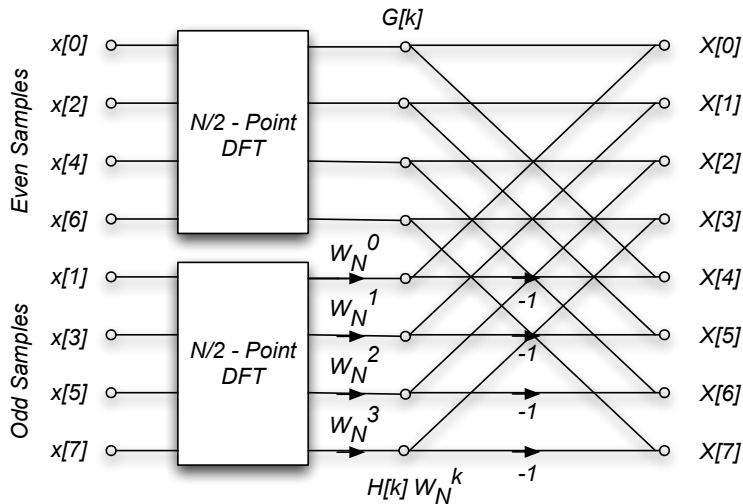 G[k]
x[0]
x[2]
x[4]
x[6]
Even Samples
N/2 - Point
DFT
X[0]
X[1]
X[2]
X[3]
x[1]
x[3]
x[5]
x[7]
Odd Samples
N/2 - Point
DFT
W_N^0
W_N^1
W_N^2
W_N^3
-1
-1
-1
-1
X[4]
X[5]
X[6]
X[7]
H[k] W_N^k